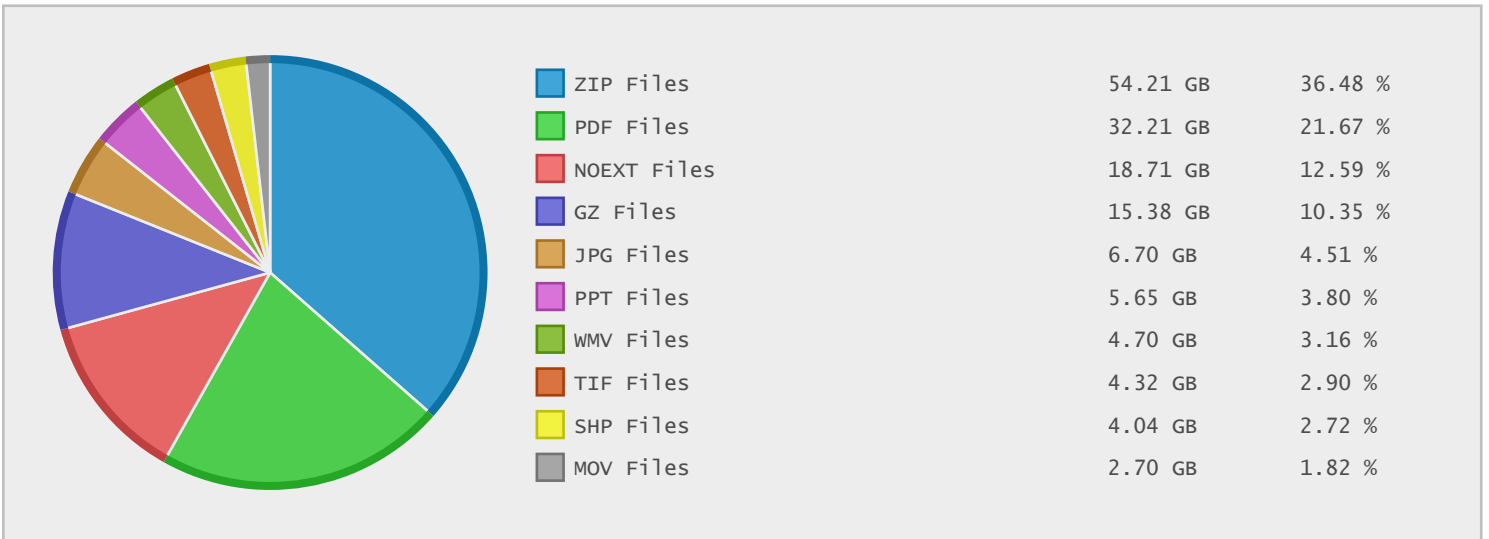 ZIP Files 54.21 GB 36.48 %
PDF Files 32.21 GB 21.67 %
NOEXT Files 18.71 GB 12.59 %
GZ Files 15.38 GB 10.35 %
JPG Files 6.70 GB 4.51 %
PPT Files 5.65 GB 3.80 %
WMV Files 4.70 GB 3.16 %
TIF Files 4.32 GB 2.90 %
SHP Files 4.04 GB 2.72 %
MOV Files 2.70 GB 1.82 %